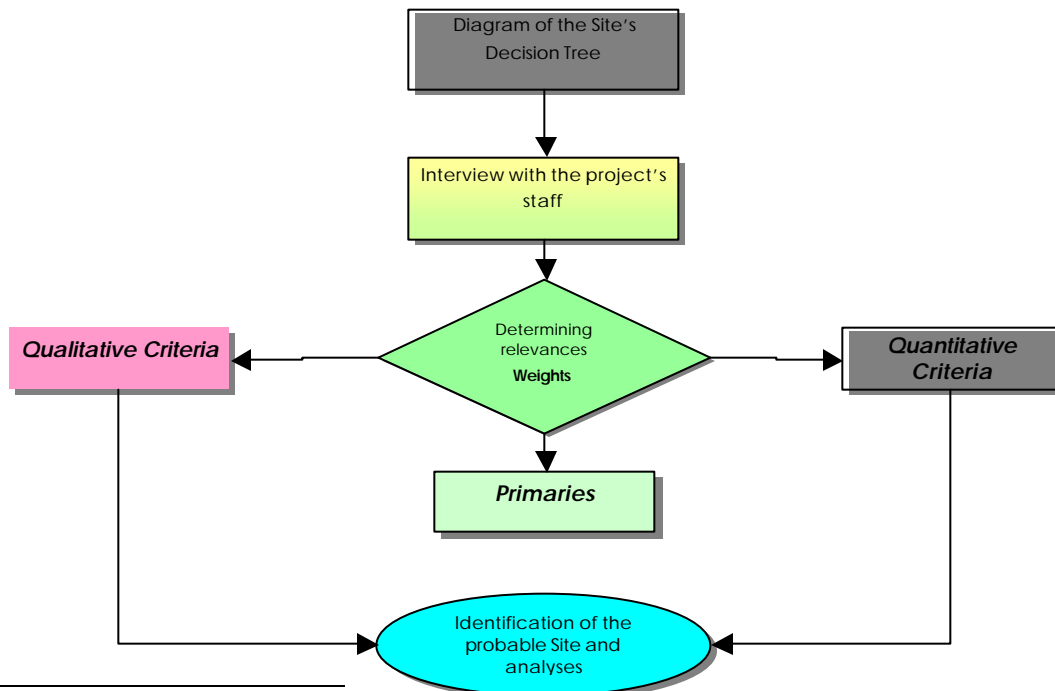 Diagram of the Site's
Decision Tree
Interview with the project's
staff
Determining
relevances
Weights
Qualitative Criteria
Quantitative
Criteria
Primaries
Identification of the
probable Site and
analyses